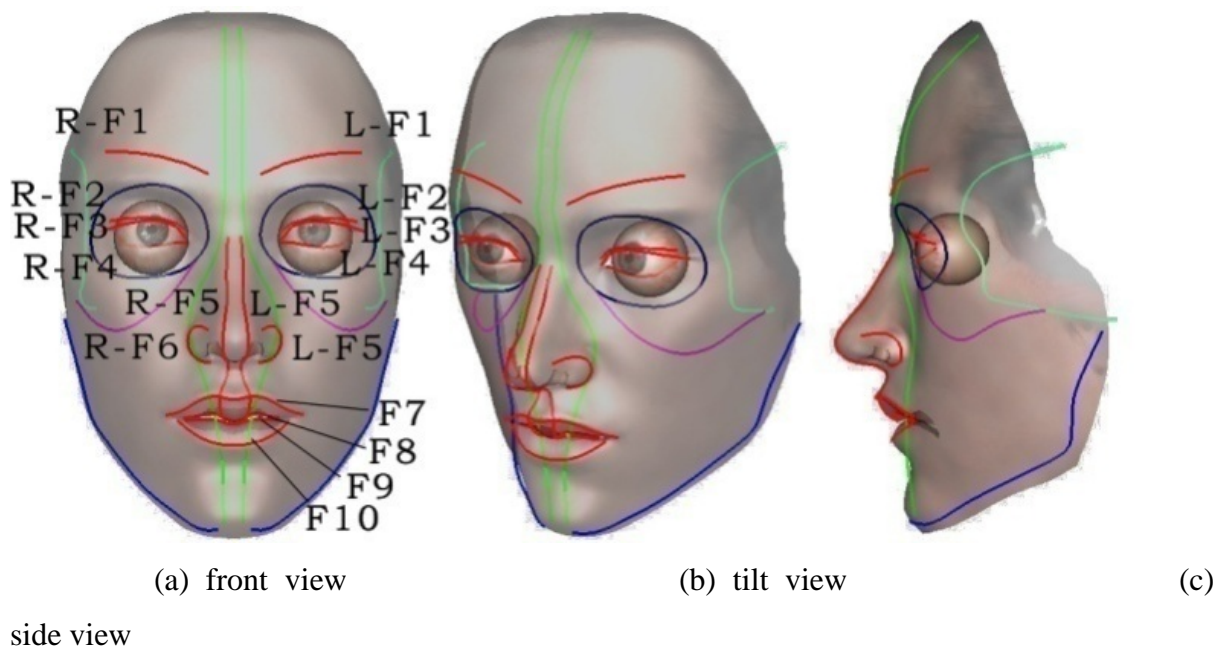 R-F1 L-F1
R-F2 L-F2
R-F3 L-F3
R-F4 L-F4
R-F5 L-F5
R-F6 L-F5
F7
F8
F9
F10
(a) front view (b) tilt view (c)
side view